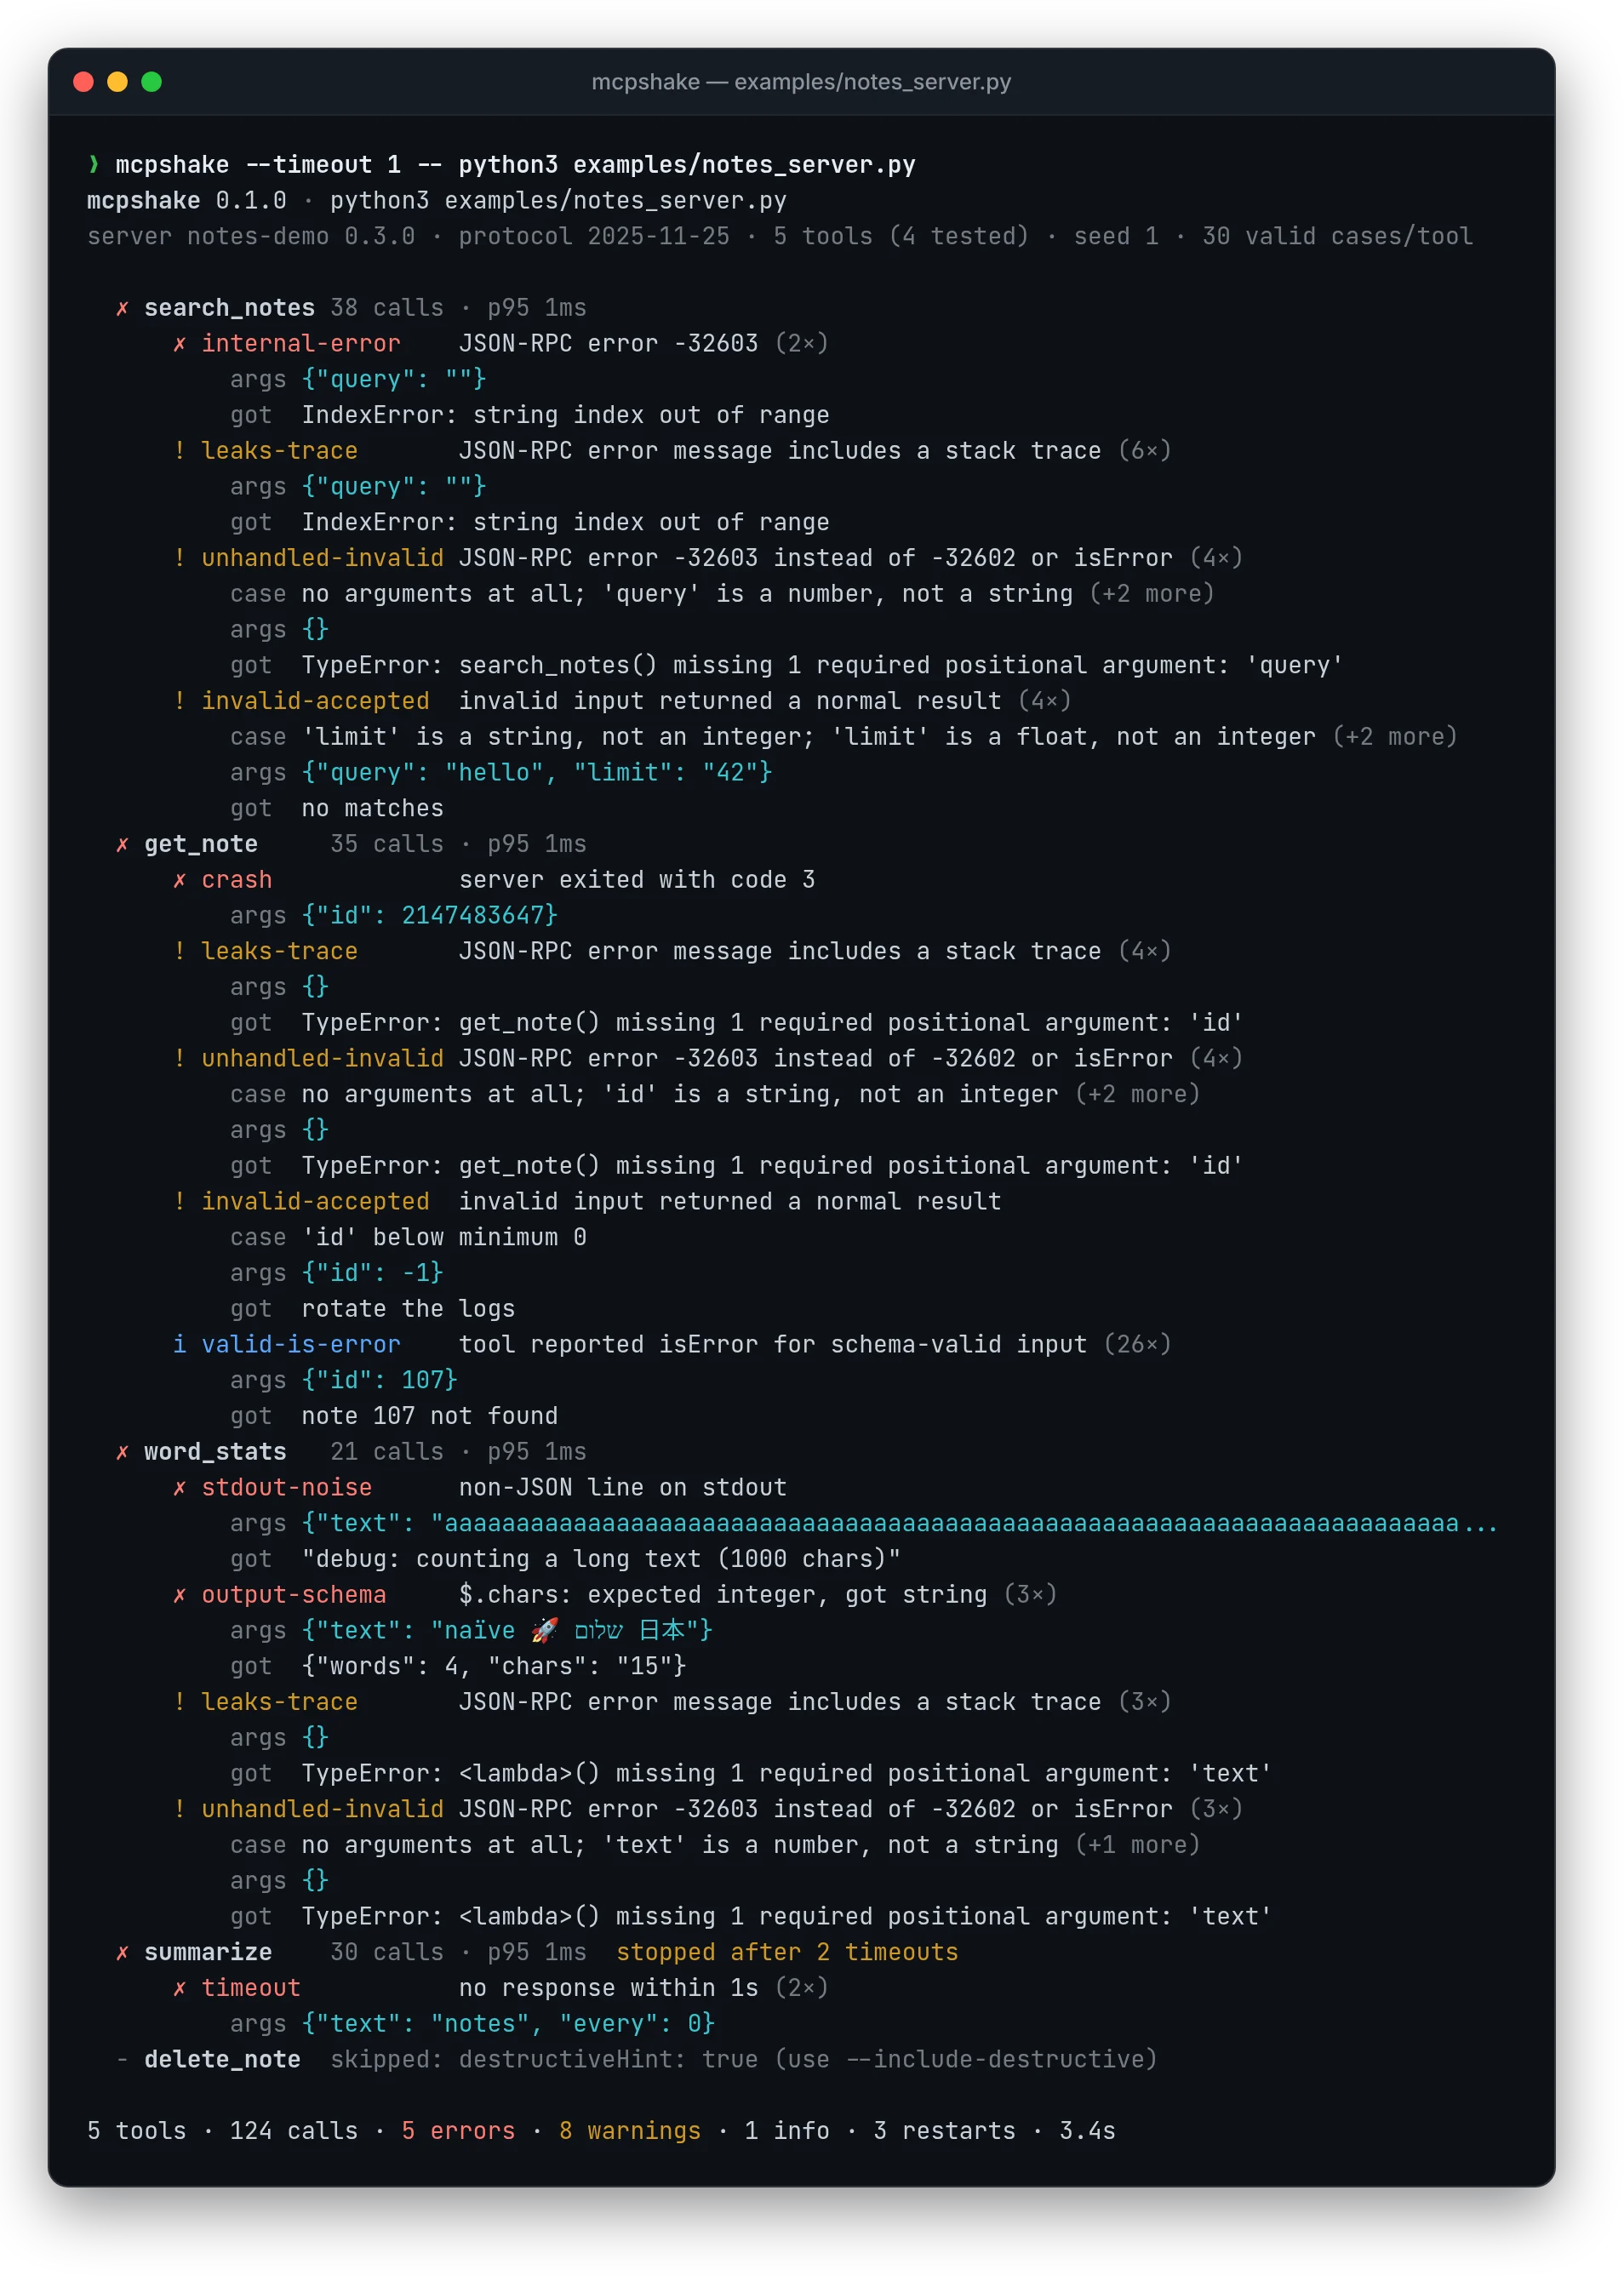 mcpshake — examples/notes_server.py
❯ mcpshake --timeout 1 -- python3 examples/notes_server.py
mcpshake 0.1.0 · python3 examples/notes_server.py
server notes-demo 0.3.0 · protocol 2025-11-25 · 5 tools (4 tested) · seed 1 · 30 valid cases/tool
✗ search_notes 38 calls · p95 1ms
✗ internal-error JSON-RPC error -32603 (2×)
args {"query": ""}
got IndexError: string index out of range
! leaks-trace JSON-RPC error message includes a stack trace (6×)
args {"query": ""}
got IndexError: string index out of range
! unhandled-invalid JSON-RPC error -32603 instead of -32602 or isError (4×)
case no arguments at all; 'query' is a number, not a string (+2 more)
args {}
got TypeError: search_notes() missing 1 required positional argument: 'query'
! invalid-accepted invalid input returned a normal result (4×)
case 'limit' is a string, not an integer; 'limit' is a float, not an integer (+2 more)
args {"query": "hello", "limit": "42"}
got no matches
✗ get_note 35 calls · p95 1ms
✗ crash server exited with code 3
args {"id": 2147483647}
! leaks-trace JSON-RPC error message includes a stack trace (4×)
args {}
got TypeError: get_note() missing 1 required positional argument: 'id'
! unhandled-invalid JSON-RPC error -32603 instead of -32602 or isError (4×)
case no arguments at all; 'id' is a string, not an integer (+2 more)
args {}
got TypeError: get_note() missing 1 required positional argument: 'id'
! invalid-accepted invalid input returned a normal result
case 'id' below minimum 0
args {"id": -1}
got rotate the logs
i valid-is-error tool reported isError for schema-valid input (26×)
args {"id": 107}
got note 107 not found
✗ word_stats 21 calls · p95 1ms
✗ stdout-noise non-JSON line on stdout
args {"text": "aaaaaaaaaaaaaaaaaaaaaaaaaaaaaaaaaaaaaaaaaaaaaaaaaaaaaaaaaaaaaaaaaaaaaaa...
got "debug: counting a long text (1000 chars)"
✗ output-schema $.chars: expected integer, got string (3×)
args {"text": "naïve 🚀 שלום 日本"}
got {"words": 4, "chars": "15"}
! leaks-trace JSON-RPC error message includes a stack trace (3×)
args {}
got TypeError: <lambda>() missing 1 required positional argument: 'text'
! unhandled-invalid JSON-RPC error -32603 instead of -32602 or isError (3×)
case no arguments at all; 'text' is a number, not a string (+1 more)
args {}
got TypeError: <lambda>() missing 1 required positional argument: 'text'
✗ summarize 30 calls · p95 1ms stopped after 2 timeouts
✗ timeout no response within 1s (2×)
args {"text": "notes", "every": 0}
- delete_note skipped: destructiveHint: true (use --include-destructive)
5 tools · 124 calls · 5 errors · 8 warnings · 1 info · 3 restarts · 3.4s